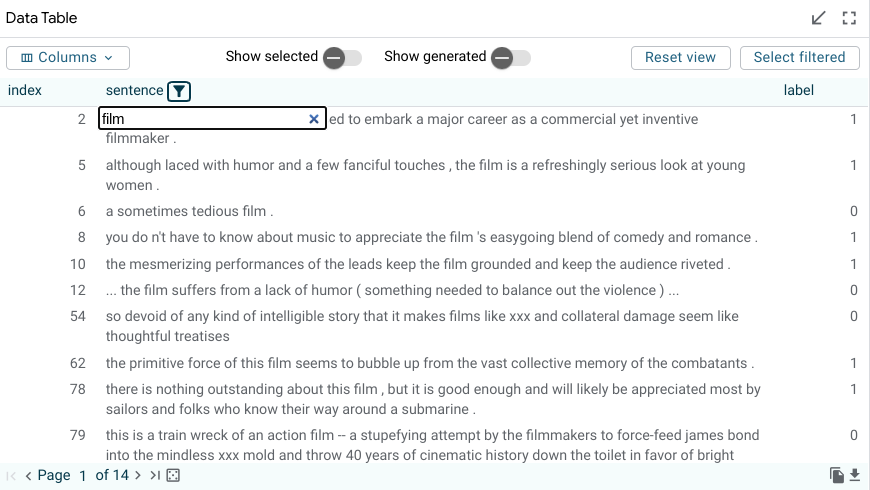 Data Table
Columns Show selected Show generated Reset view Select filtered
index sentence label
2 film ed to embark a major career as a commercial yet inventive 1
filmmaker .
5 although laced with humor and a few fanciful touches , the film is a refreshingly serious look at young 1
women .
6 a sometimes tedious film . 0
8 you do n't have to know about music to appreciate the film 's easygoing blend of comedy and romance . 1
10 the mesmerizing performances of the leads keep the film grounded and keep the audience riveted . 1
12 ... the film suffers from a lack of humor ( something needed to balance out the violence ) ... 0
54 so devoid of any kind of intelligible story that it makes films like xxx and collateral damage seem like 0
thoughtful treatises
62 the primitive force of this film seems to bubble up from the vast collective memory of the combatants . 1
78 there is nothing outstanding about this film , but it is good enough and will likely be appreciated most by 1
sailors and folks who know their way around a submarine .
79 this is a train wreck of an action film -- a stupefying attempt by the filmmakers to force-feed james bond 0
into the mindless xxx mold and throw 40 years of cinematic history down the toilet in favor of bright
Page 1 of 14